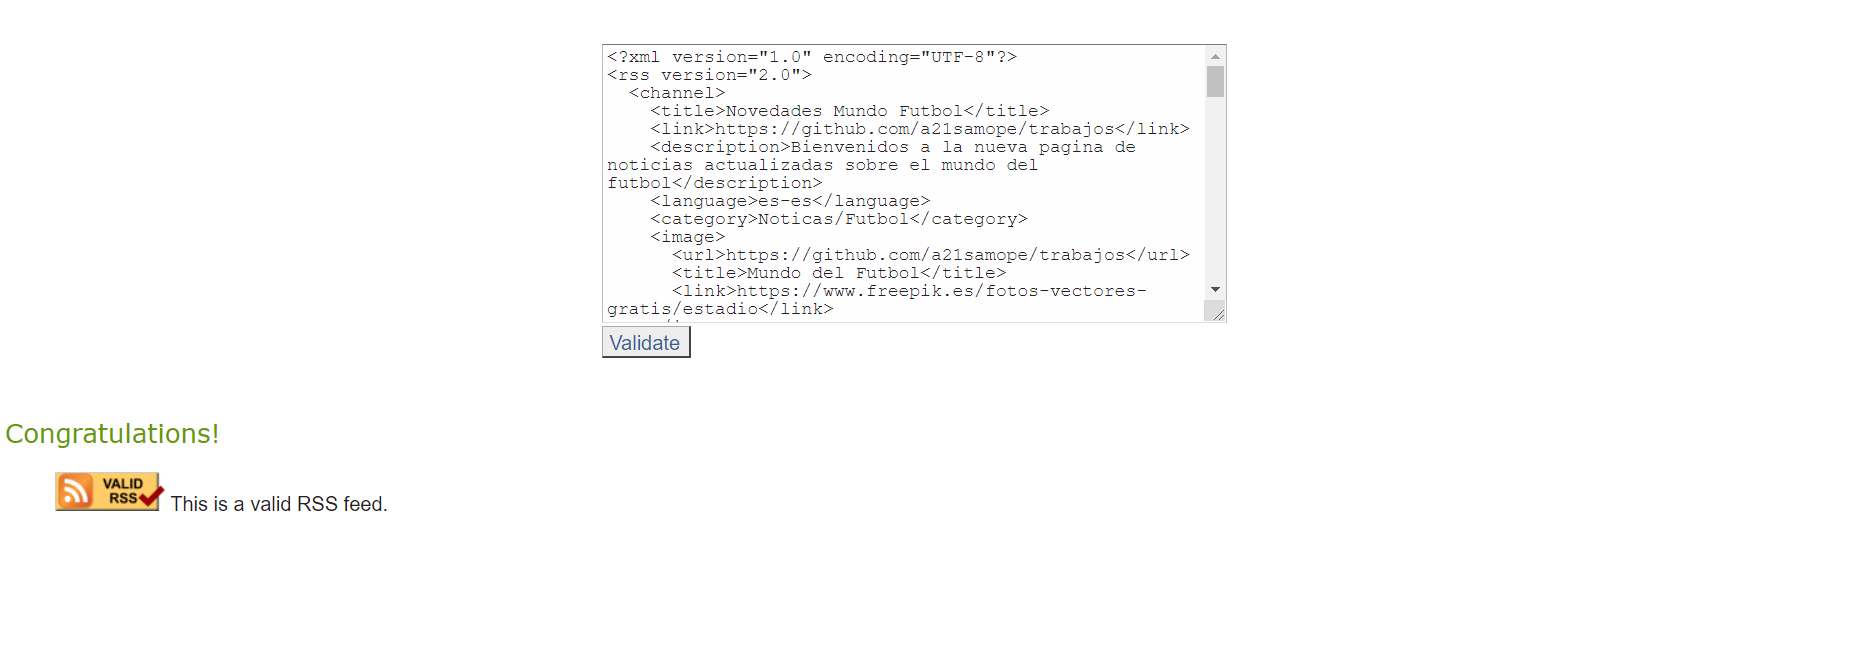 <?xml version="1.0" encoding="UTF-8"?>
<rss version="2.0">
<channel>
<title>Novedades Mundo Futbol</title>
<link>https://github.com/a21samope/trabajos</link>
<description>Bienvenidos a la nueva pagina de
noticias actualizadas sobre el mundo del
futbol</description>
<language>es-es</language>
<category>Noticas/Futbol</category>
<image>
<url>https://github.com/a21samope/trabajos</url>
<title>Mundo del Futbol</title>
<link>https://www.freepik.es/fotos-vectores-
gratis/estadio</link>
Validate
Congratulations!
VALID
RSS
This is a valid RSS feed.